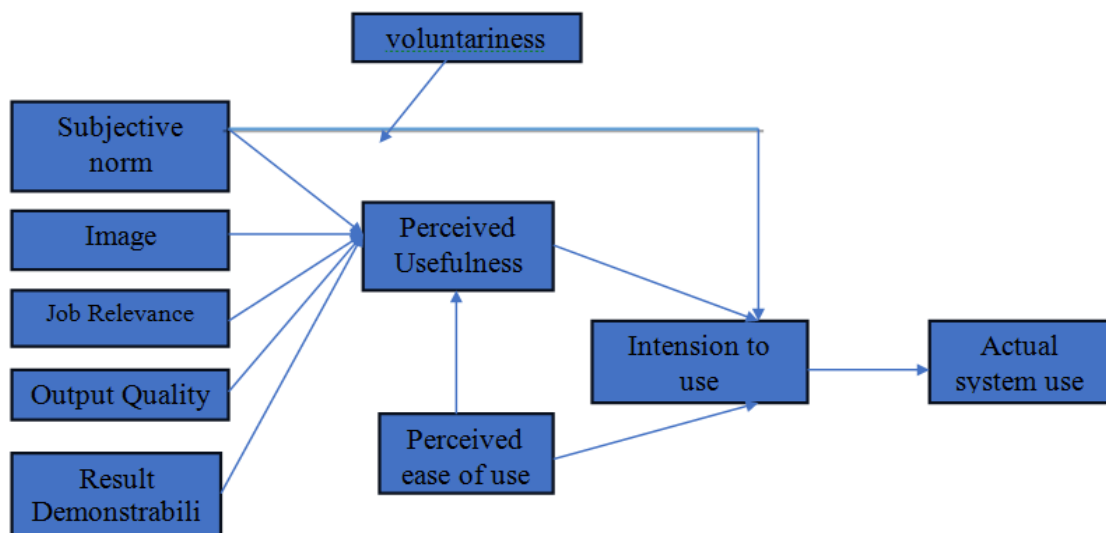 voluntariness
Subjective
norm
Image
Job Relevance
Output Quality
Result
Demonstrabili
Perceived
Usefulness
Perceived
ease of use
Intension to
use
Actual
system use